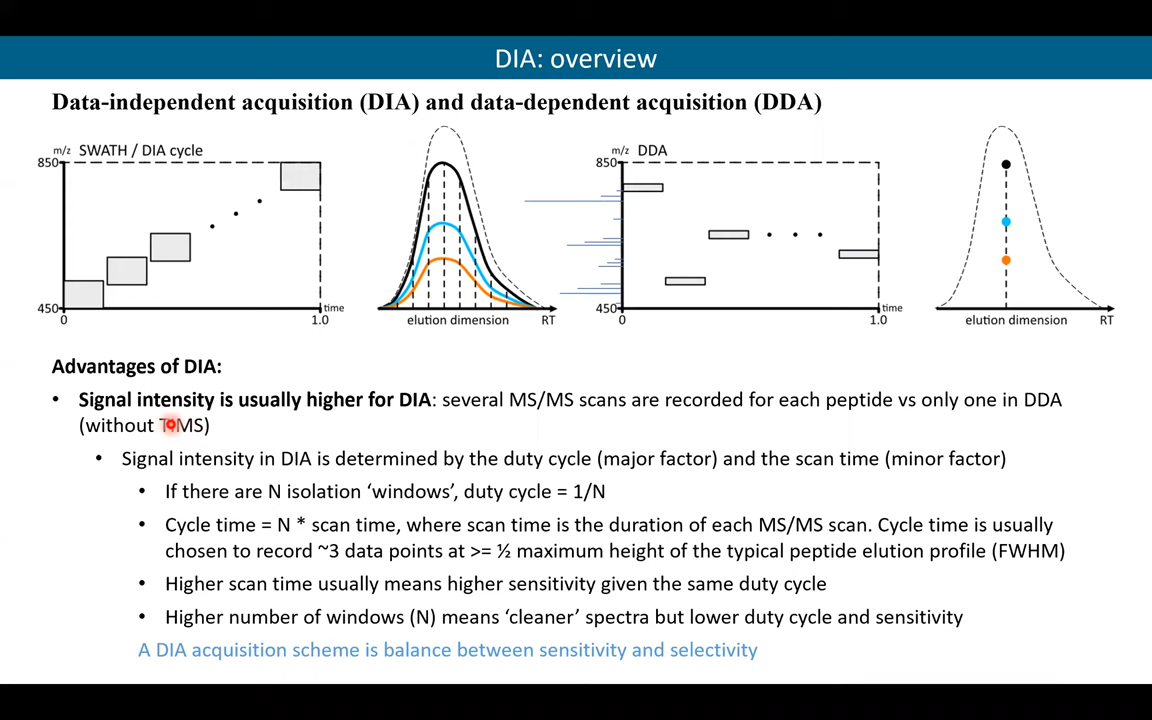 DIA: overview
Data-independent acquisition (DIA) and data-dependent acquisition (DDA)
m/z SWATH / DIA cycle
850
450
0
1.0
time
elution dimension RT
m/z DDA
850
450
0
1.0
time
elution dimension RT
Advantages of DIA:
• Signal intensity is usually higher for DIA: several MS/MS scans are recorded for each peptide vs only one in DDA
(without TIMS)
• Signal intensity in DIA is determined by the duty cycle (major factor) and the scan time (minor factor)
• If there are N isolation ‘windows’, duty cycle = 1/N
• Cycle time = N * scan time, where scan time is the duration of each MS/MS scan. Cycle time is usually
chosen to record ~3 data points at >= ½ maximum height of the typical peptide elution profile (FWHM)
• Higher scan time usually means higher sensitivity given the same duty cycle
• Higher number of windows (N) means ‘cleaner’ spectra but lower duty cycle and sensitivity
A DIA acquisition scheme is balance between sensitivity and selectivity